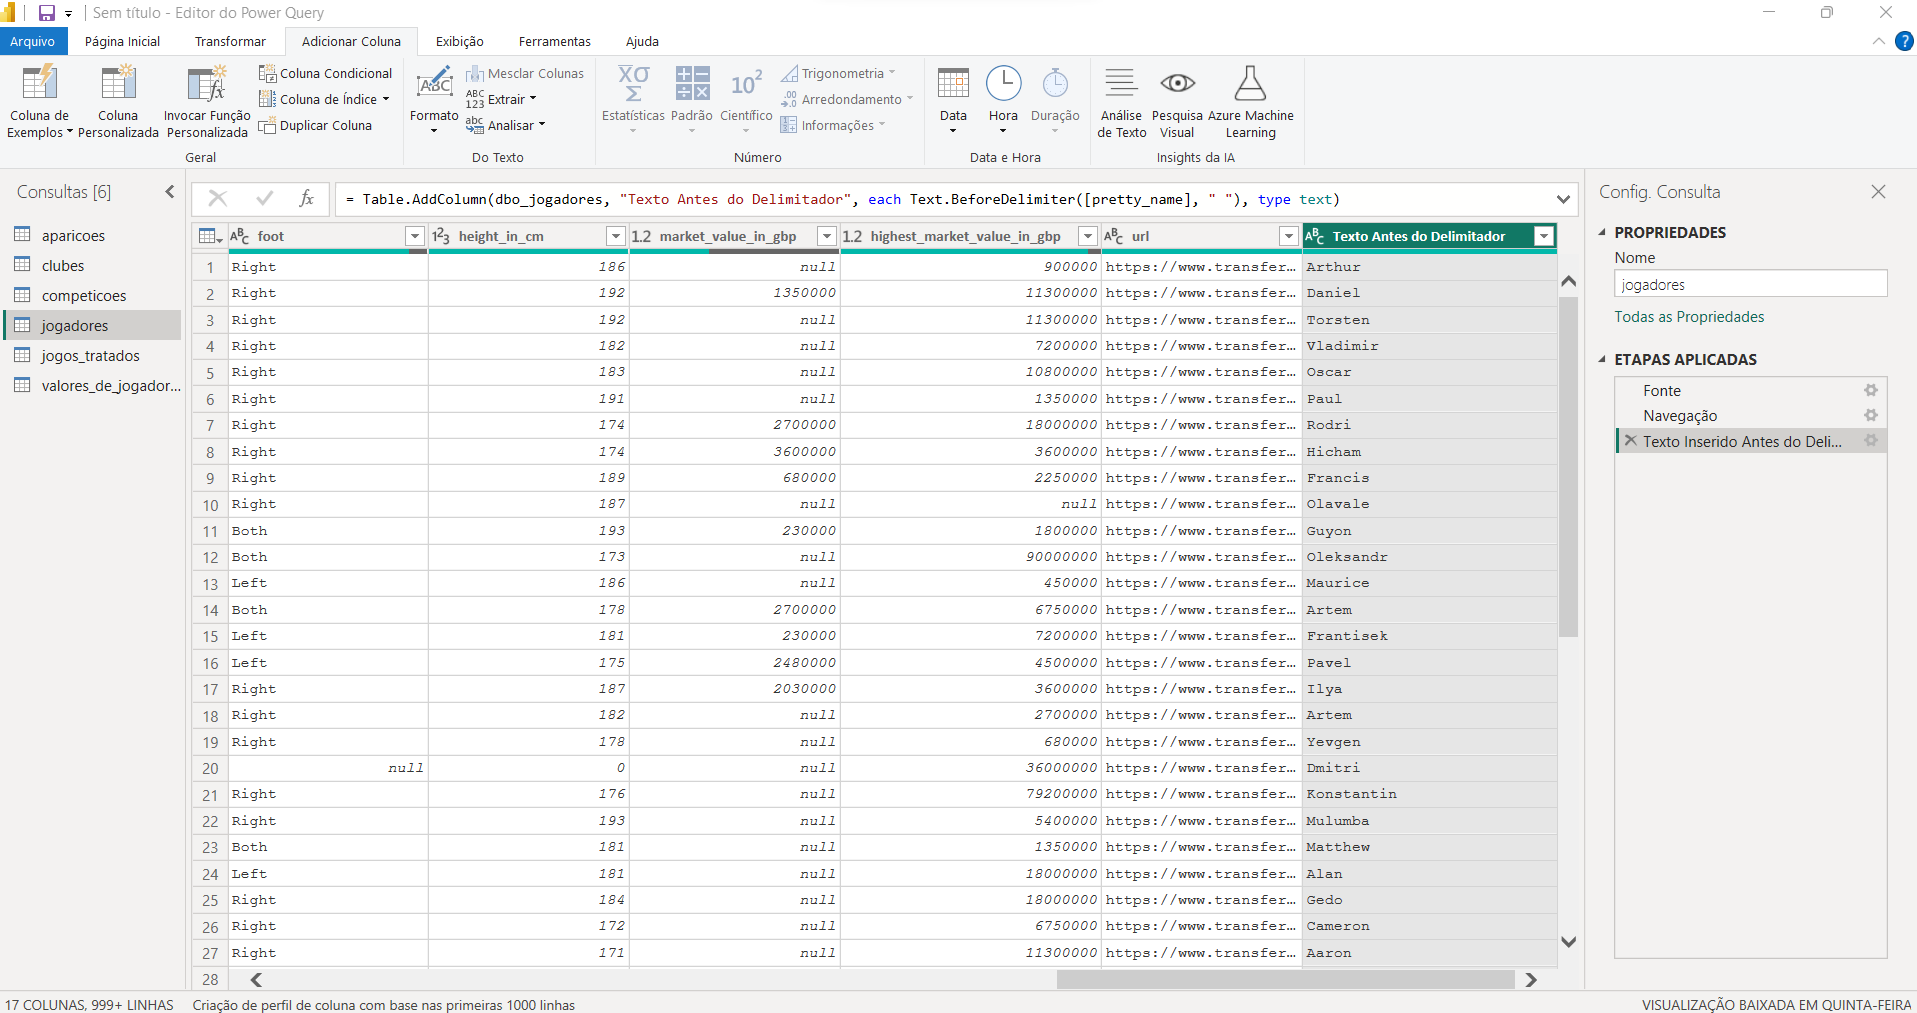 Sem título - Editor do Power Query
Arquivo Página Inicial Transformar Adicionar Coluna Exibição Ferramentas Ajuda ?
Coluna de Exemplos
Coluna Personalizada
Invocar Função Personalizada
Coluna Condicional
Coluna de Índice
Duplicar Coluna
Geral
ABC
Formato
Mesclar Colunas
ABC 123 Extrair
abc Analisar
Do Texto
XΟ Σ
Estatísticas
Padrão
10²
Científico
Trigonometria
.00 →.0 Arredondamento
Informações
Número
Data
Hora
Duração
Data e Hora
Análise de Texto
Pesquisa Visual
Azure Machine Learning
Insights da IA
Consultas [6]
aparicoes
clubes
competicoes
jogadores
jogos_tratados
valores_de_jogador...
fx = Table.AddColumn(dbo_jogadores, "Texto Antes do Delimitador", each Text.BeforeDelimiter([pretty_name], " "), type text)
ABC foot 123 height_in_cm 1.2 market_value_in_gbp 1.2 highest_market_value_in_gbp ABC url ABC Texto Antes do Delimitador
1 Right 186 null 900000 https://www.transfer... Arthur
2 Right 192 1350000 11300000 https://www.transfer... Daniel
3 Right 192 null 11300000 https://www.transfer... Torsten
4 Right 182 null 7200000 https://www.transfer... Vladimir
5 Right 183 null 10800000 https://www.transfer... Oscar
6 Right 191 null 1350000 https://www.transfer... Paul
7 Right 174 2700000 18000000 https://www.transfer... Rodri
8 Right 174 3600000 3600000 https://www.transfer... Hicham
9 Right 189 680000 2250000 https://www.transfer... Francis
10 Right 187 null null https://www.transfer... Olavale
11 Both 193 230000 1800000 https://www.transfer... Guyon
12 Both 173 null 90000000 https://www.transfer... Oleksandr
13 Left 186 null 450000 https://www.transfer... Maurice
14 Both 178 2700000 6750000 https://www.transfer... Artem
15 Left 181 230000 7200000 https://www.transfer... Frantisek
16 Left 175 2480000 4500000 https://www.transfer... Pavel
17 Right 187 2030000 3600000 https://www.transfer... Ilya
18 Right 182 null 2700000 https://www.transfer... Artem
19 Right 178 null 680000 https://www.transfer... Yevgen
20 null 0 null 36000000 https://www.transfer... Dmitri
21 Right 176 null 79200000 https://www.transfer... Konstantin
22 Right 193 null 5400000 https://www.transfer... Mulumba
23 Both 181 null 1350000 https://www.transfer... Matthew
24 Left 181 null 18000000 https://www.transfer... Alan
25 Right 184 null 18000000 https://www.transfer... Gedo
26 Right 172 null 6750000 https://www.transfer... Cameron
27 Right 171 null 11300000 https://www.transfer... Aaron
28
Config. Consulta
PROPRIEDADES
Nome
jogadores
Todas as Propriedades
ETAPAS APLICADAS
Fonte
Navegação
Texto Inserido Antes do Deli...
17 COLUNAS, 999+ LINHAS Criação de perfil de coluna com base nas primeiras 1000 linhas VISUALIZAÇÃO BAIXADA EM QUINTA-FEIRA